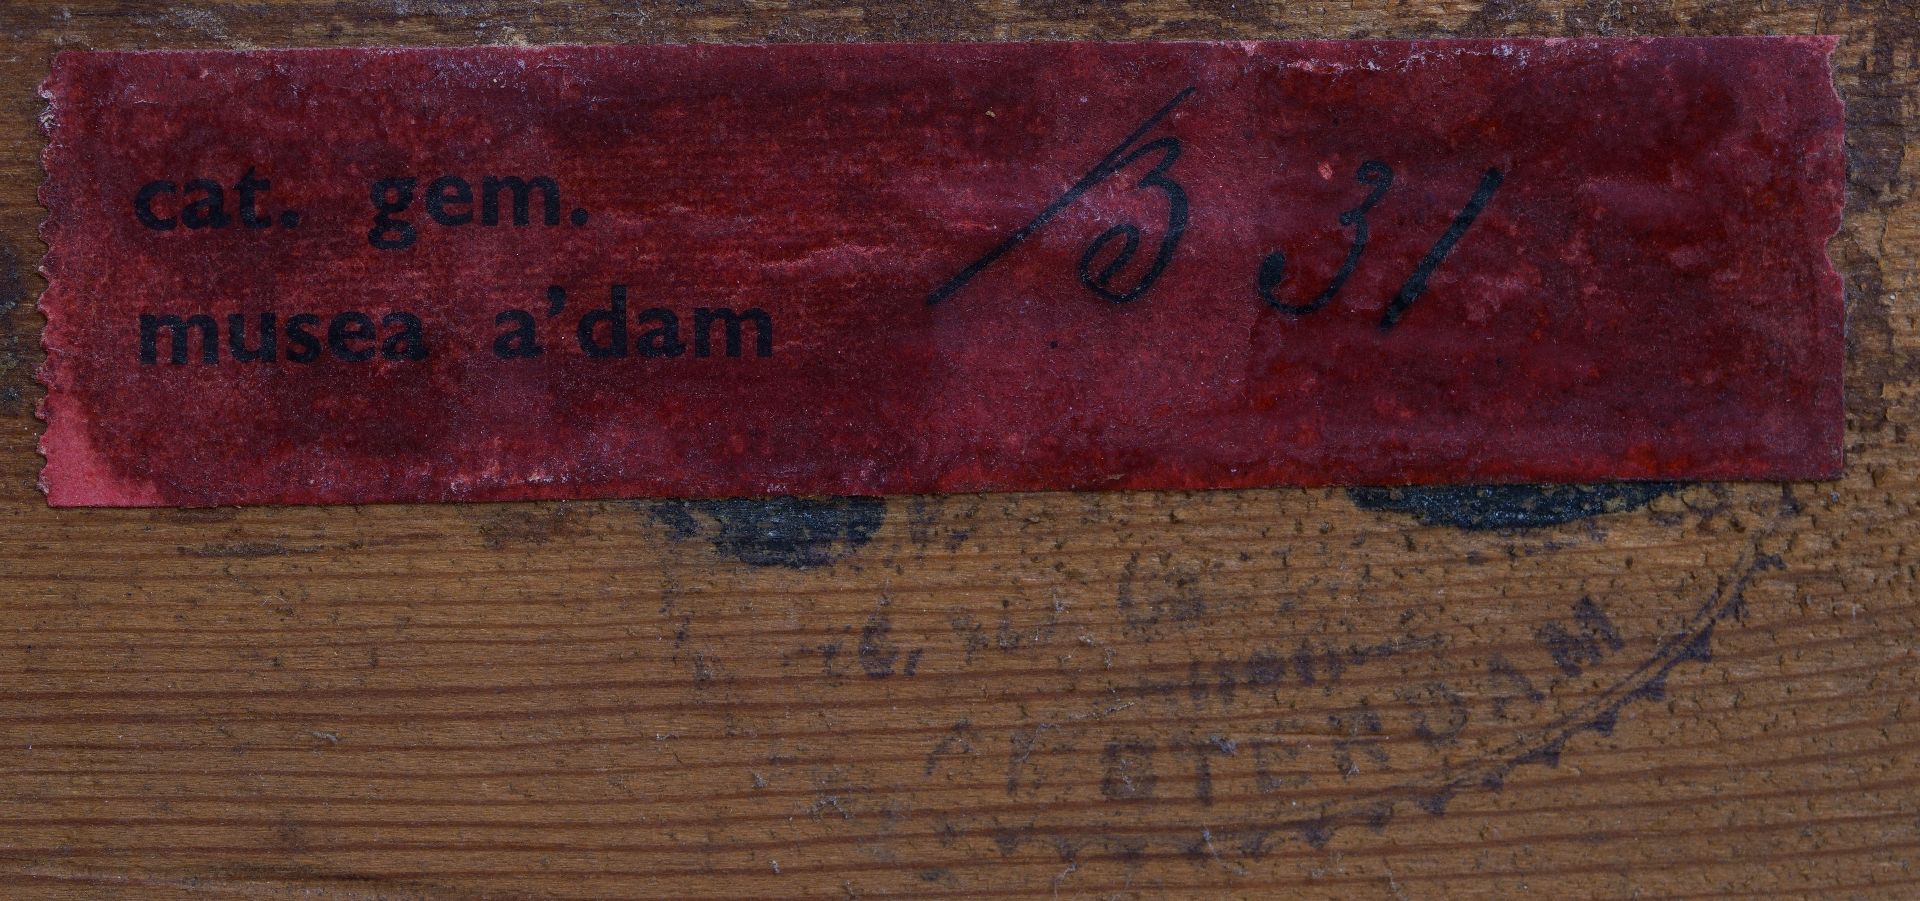 cat. gem. B 31
musea a'dam
AMSTERDAM